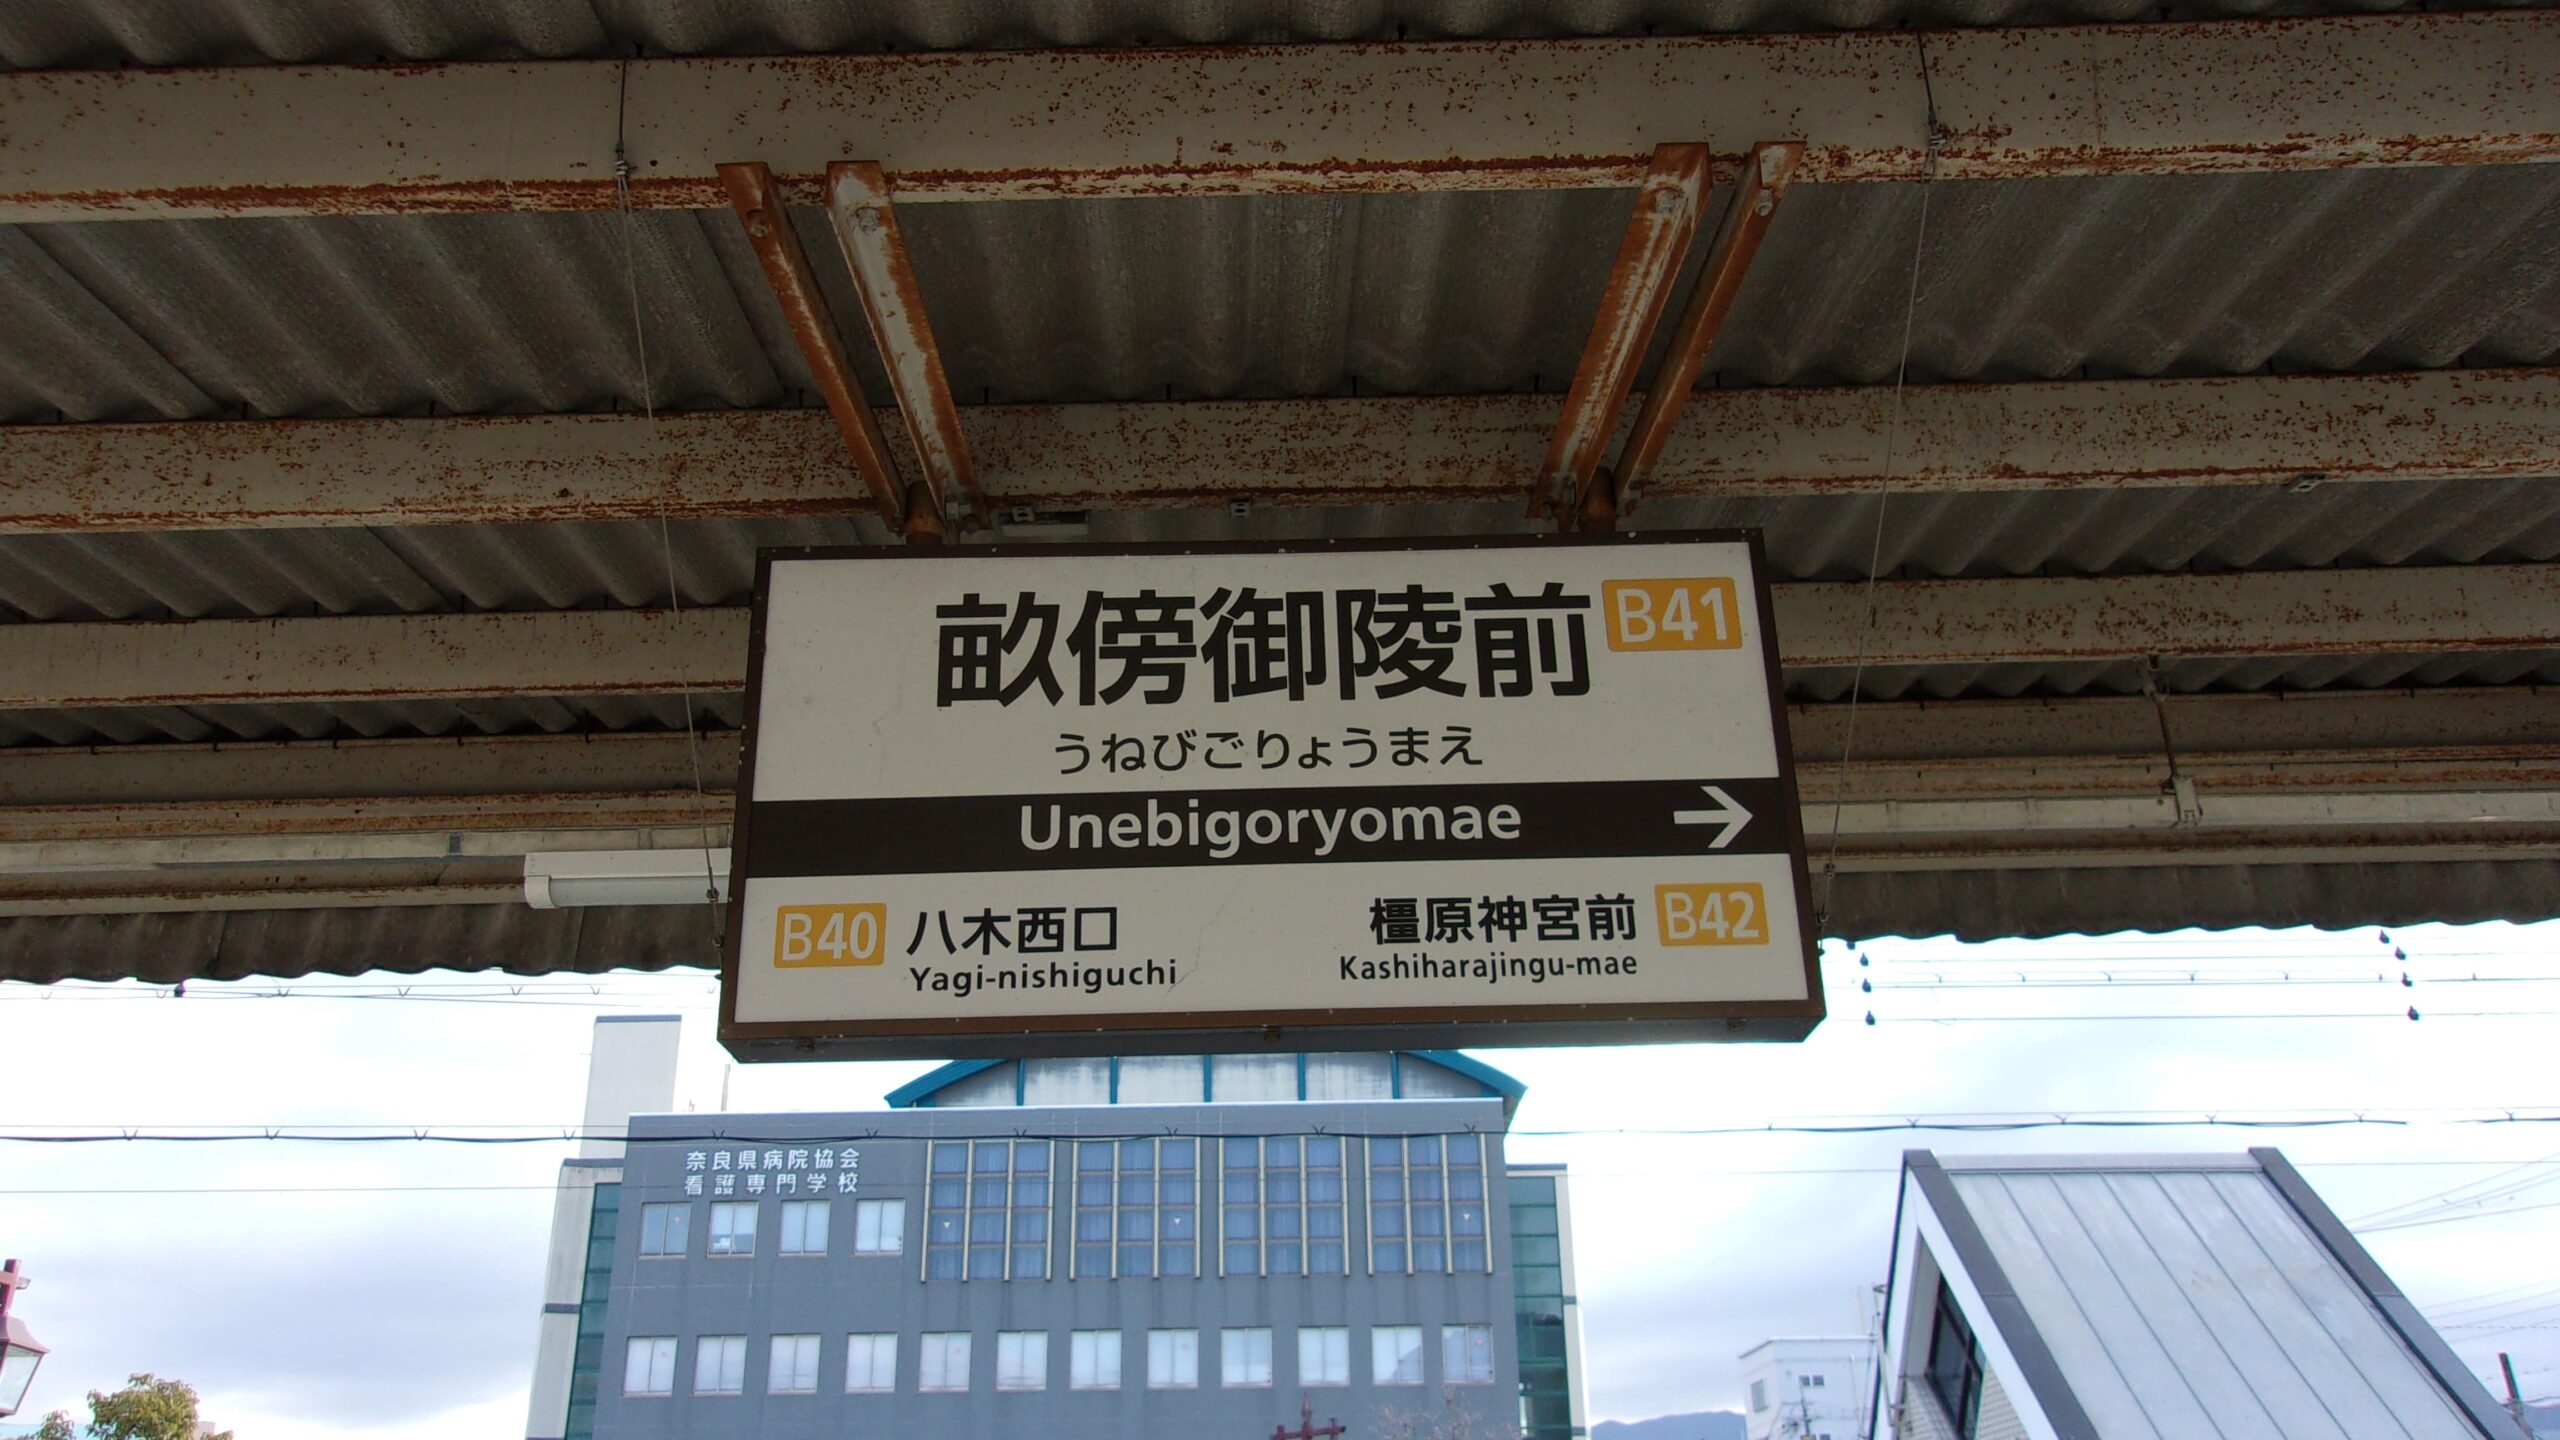 畝傍御陵前 B41
うねびごりょうまえ
Unebigoryomae →
B40 八木西口 橿原神宮前 B42
Yagi-nishiguchi Kashiharajingu-mae
奈良県病院協会
看護専門学校